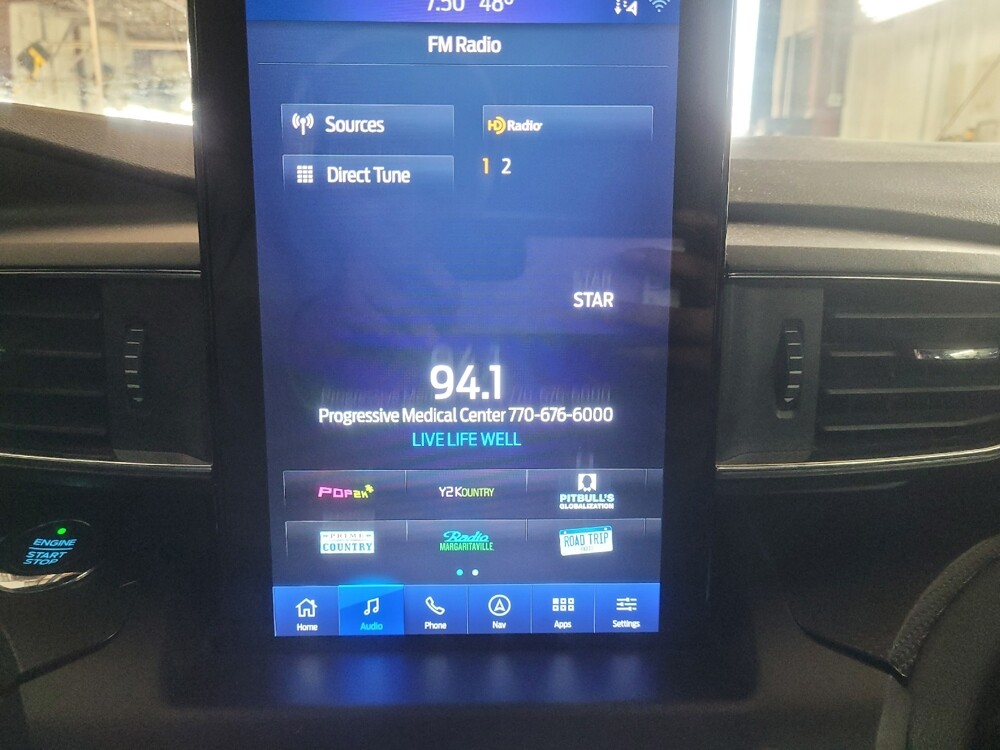 7:50 48°
FM Radio
Sources
HD Radio
Direct Tune
1 2
STAR
94.1
Progressive Medical Center 770-676-6000
LIVE LIFE WELL
POP2K
Y2KOUNTRY
PITBULL'S
GLOBALIZATION
PRIME
COUNTRY
Radio
MARGARITAVILLE
ROAD TRIP
ENGINE
START
STOP
Home
Audio
Phone
Nav
Apps
Settings